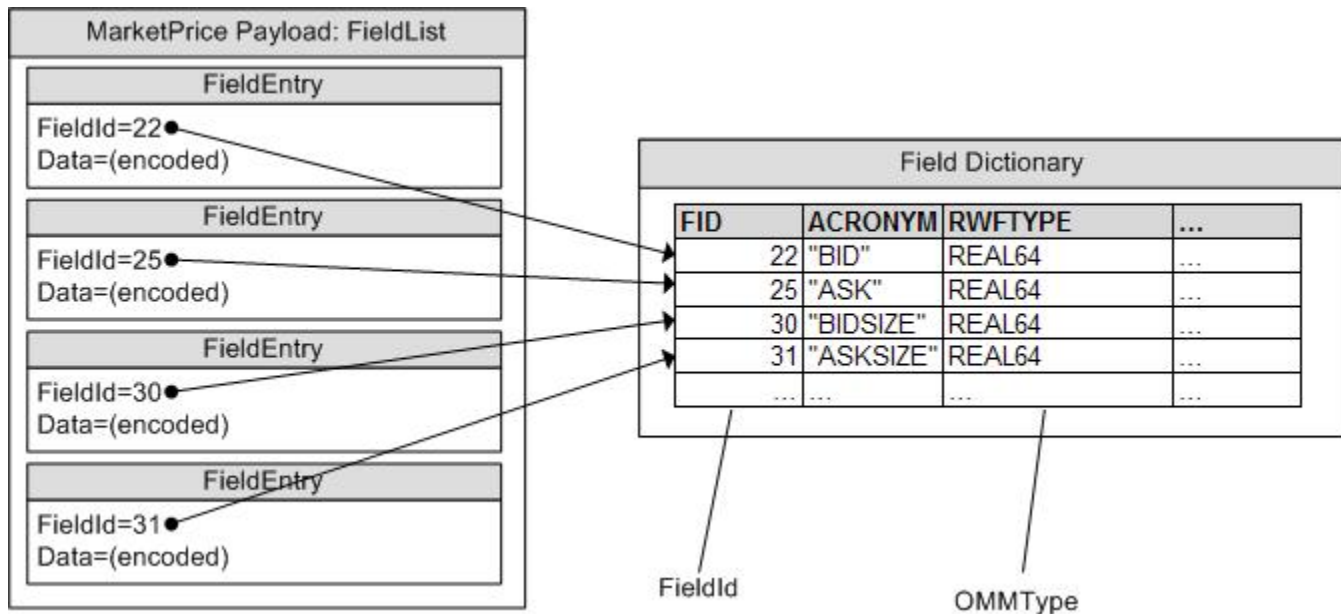 MarketPrice Payload: FieldList
FieldEntry
FieldId=22
Data=(encoded)
FieldEntry
FieldId=25
Data=(encoded)
FieldEntry
FieldId=30
Data=(encoded)
FieldEntry
FieldId=31
Data=(encoded)
Field Dictionary
FID ACRONYM RWFTYPE ...
22 "BID" REAL64 ...
25 "ASK" REAL64 ...
30 "BIDSIZE" REAL64 ...
31 "ASKSIZE" REAL64 ...
... ... ... ...
FieldId
OMMType